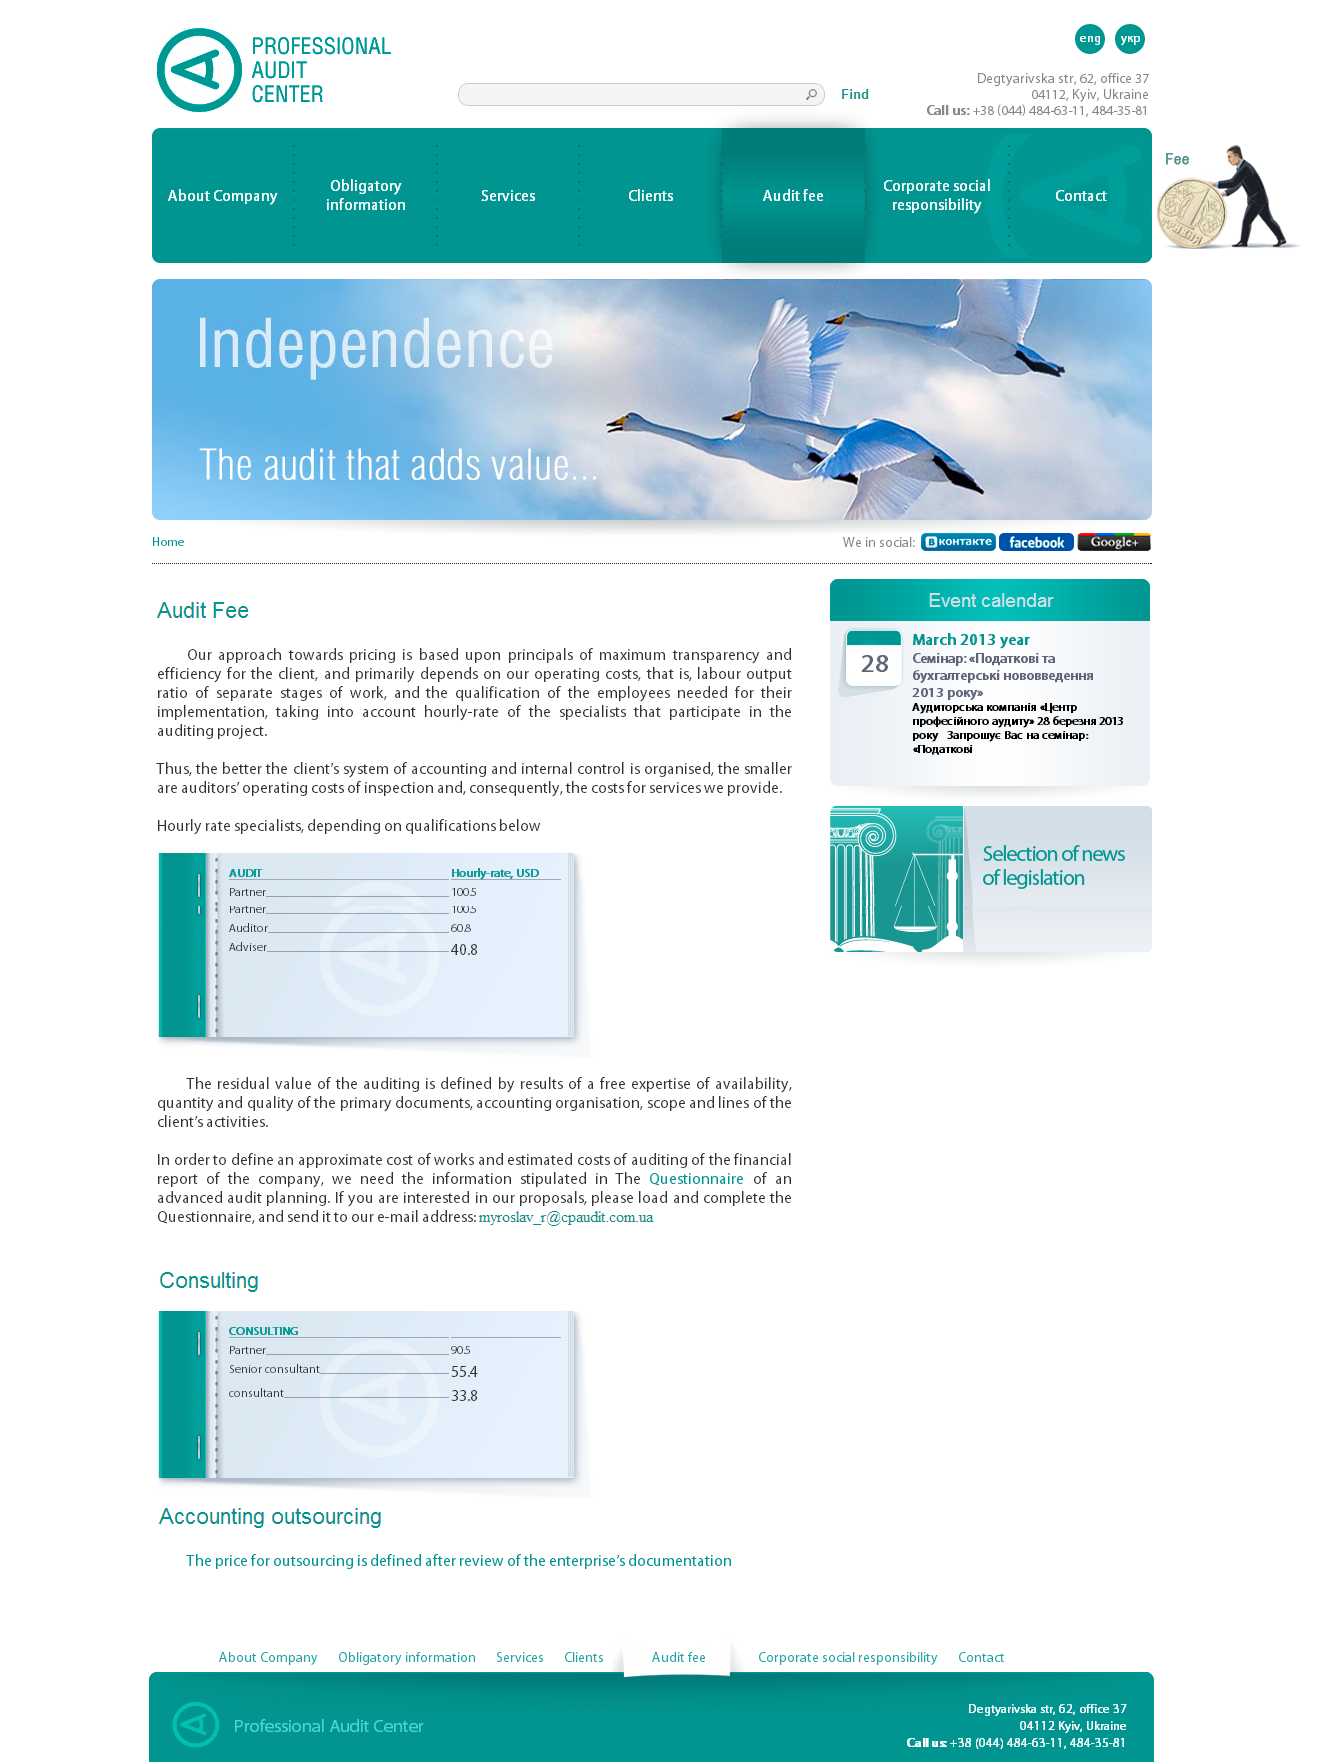 PROFESSIONAL
AUDIT
CENTER
Find
eng
укр
Degtyarivska str, 62, office 37
04112, Kyiv, Ukraine
Call us: +38 (044) 484-63-11, 484-35-81
About Company
Obligatory
information
Services
Clients
Audit fee
Corporate social
responsibility
Contact
Fee
1
ГРИВНЯ
Independence
The audit that adds value...
Home
We in social:
В контакте
facebook
Google+
Audit Fee
Our approach towards pricing is based upon principals of maximum transparency and
efficiency for the client, and primarily depends on our operating costs, that is, labour output
ratio of separate stages of work, and the qualification of the employees needed for their
implementation, taking into account hourly-rate of the specialists that participate in the
auditing project.
Thus, the better the client’s system of accounting and internal control is organised, the smaller
are auditors’ operating costs of inspection and, consequently, the costs for services we provide.
Hourly rate specialists, depending on qualifications below
AUDIT Hourly-rate, USD
Partner 100.5
Partner 100.5
Auditor 60.8
Adviser 40.8
The residual value of the auditing is defined by results of a free expertise of availability,
quantity and quality of the primary documents, accounting organisation, scope and lines of the
client’s activities.
In order to define an approximate cost of works and estimated costs of auditing of the financial
report of the company, we need the information stipulated in The Questionnaire of an
advanced audit planning. If you are interested in our proposals, please load and complete the
Questionnaire, and send it to our e-mail address: myroslav_r@cpaudit.com.ua
Consulting
CONSULTING
Partner 90.5
Senior consultant 55.4
consultant 33.8
Accounting outsourcing
The price for outsourcing is defined after review of the enterprise’s documentation
Event calendar
28
March 2013 year
Семінар: «Податкові та
бухгалтерські нововведення
2013 року»
Аудиторська компанія «Центр
професійного аудиту» 28 березня 2013
року Запрошує Вас на семінар:
«Податкові
Selection of news
of legislation
About Company
Obligatory information
Services
Clients
Audit fee
Corporate social responsibility
Contact
Professional Audit Center
Degtyarivska str, 62, office 37
04112 Kyiv, Ukraine
Call us: +38 (044) 484-63-11, 484-35-81